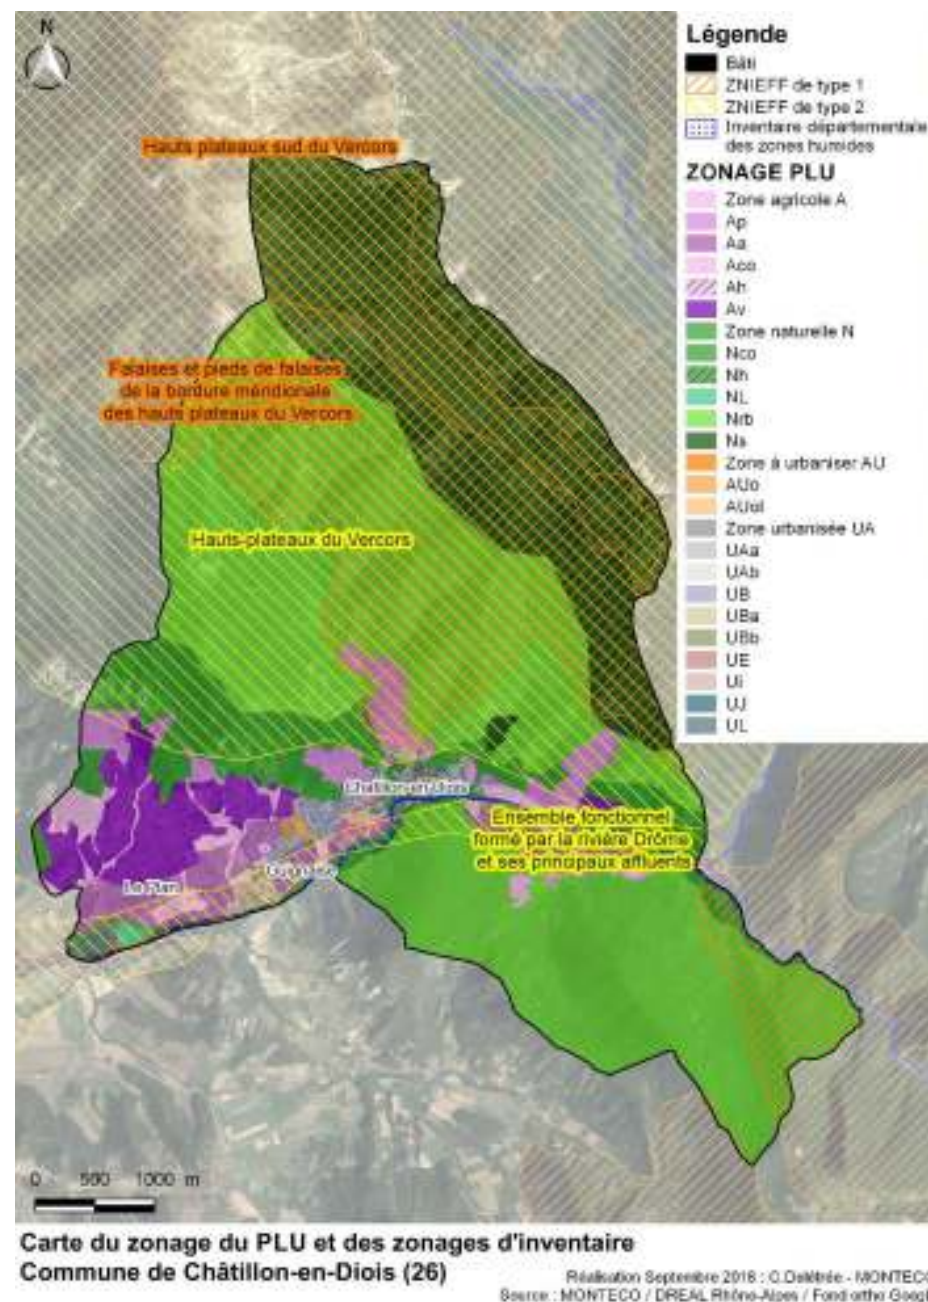 N
Hauts plateaux sud du Vercors
Falaises et pieds de falaises
de la bordure méridionale
des hauts plateaux du Vercors
Hauts-plateaux du Vercors
Châtillon-en-Diois
Ensemble fonctionnel
formé par la rivière Drôme
et ses principaux affluents
Le Plan
0 500 1000 m
Légende
Bâti
ZNIEFF de type 1
ZNIEFF de type 2
Inventaire départementale
des zones humides
ZONAGE PLU
Zone agricole A
Ap
Aa
Aco
Ah
Av
Zone naturelle N
Nco
Nh
NL
Nrb
Ns
Zone à urbaniser AU
AUo
AUol
Zone urbanisée UA
UAa
UAb
UB
UBa
UBb
UE
Ui
UJ
UL
Carte du zonage du PLU et des zonages d'inventaire
Commune de Châtillon-en-Diois (26)
Réalisation Septembre 2018 : C.Delétrée - MONTECO
Source : MONTECO / DREAL Rhône-Alpes / Fond ortho Googl